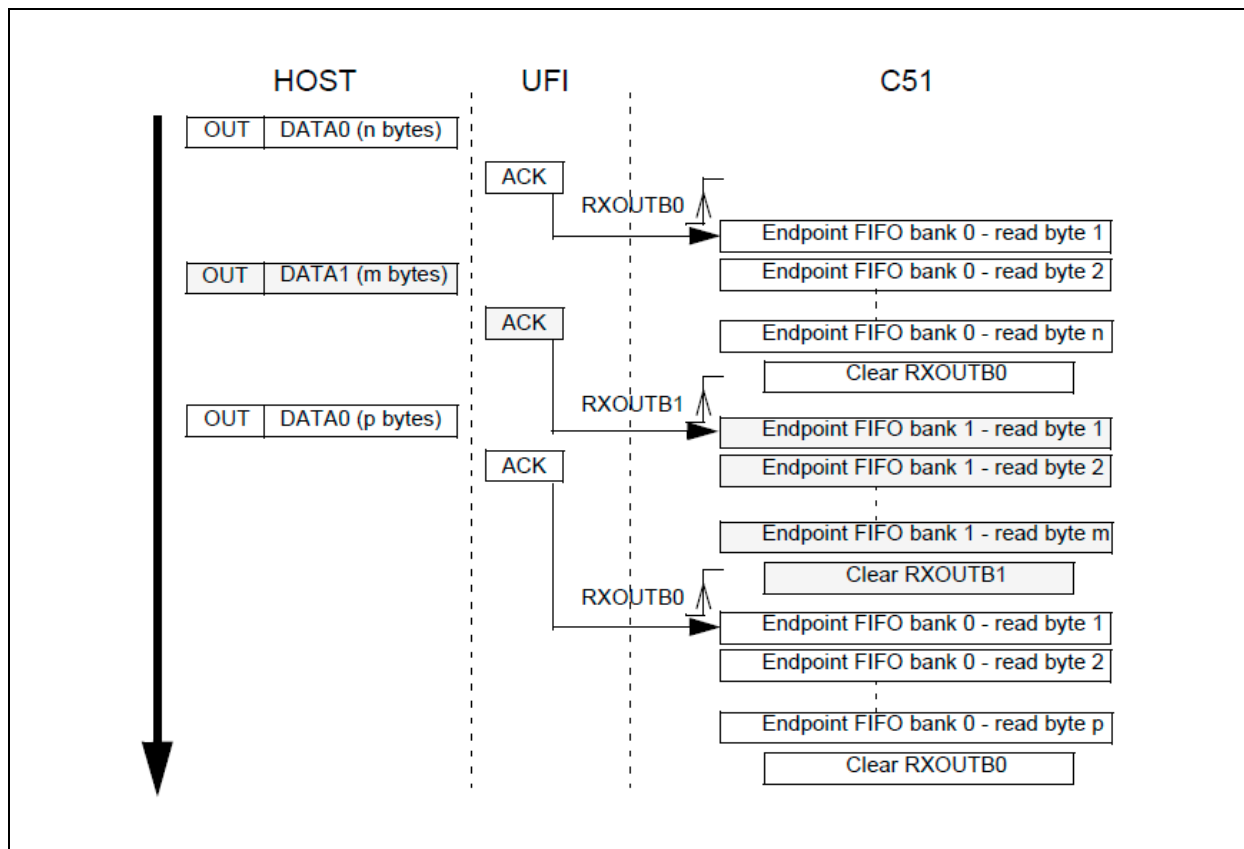 HOST UFI C51
OUT DATA0 (n bytes)
ACK
RXOUTB0
Endpoint FIFO bank 0 - read byte 1
OUT DATA1 (m bytes)
Endpoint FIFO bank 0 - read byte 2
ACK
Endpoint FIFO bank 0 - read byte n
Clear RXOUTB0
RXOUTB1
OUT DATA0 (p bytes)
Endpoint FIFO bank 1 - read byte 1
ACK
Endpoint FIFO bank 1 - read byte 2
Endpoint FIFO bank 1 - read byte m
Clear RXOUTB1
RXOUTB0
Endpoint FIFO bank 0 - read byte 1
Endpoint FIFO bank 0 - read byte 2
Endpoint FIFO bank 0 - read byte p
Clear RXOUTB0